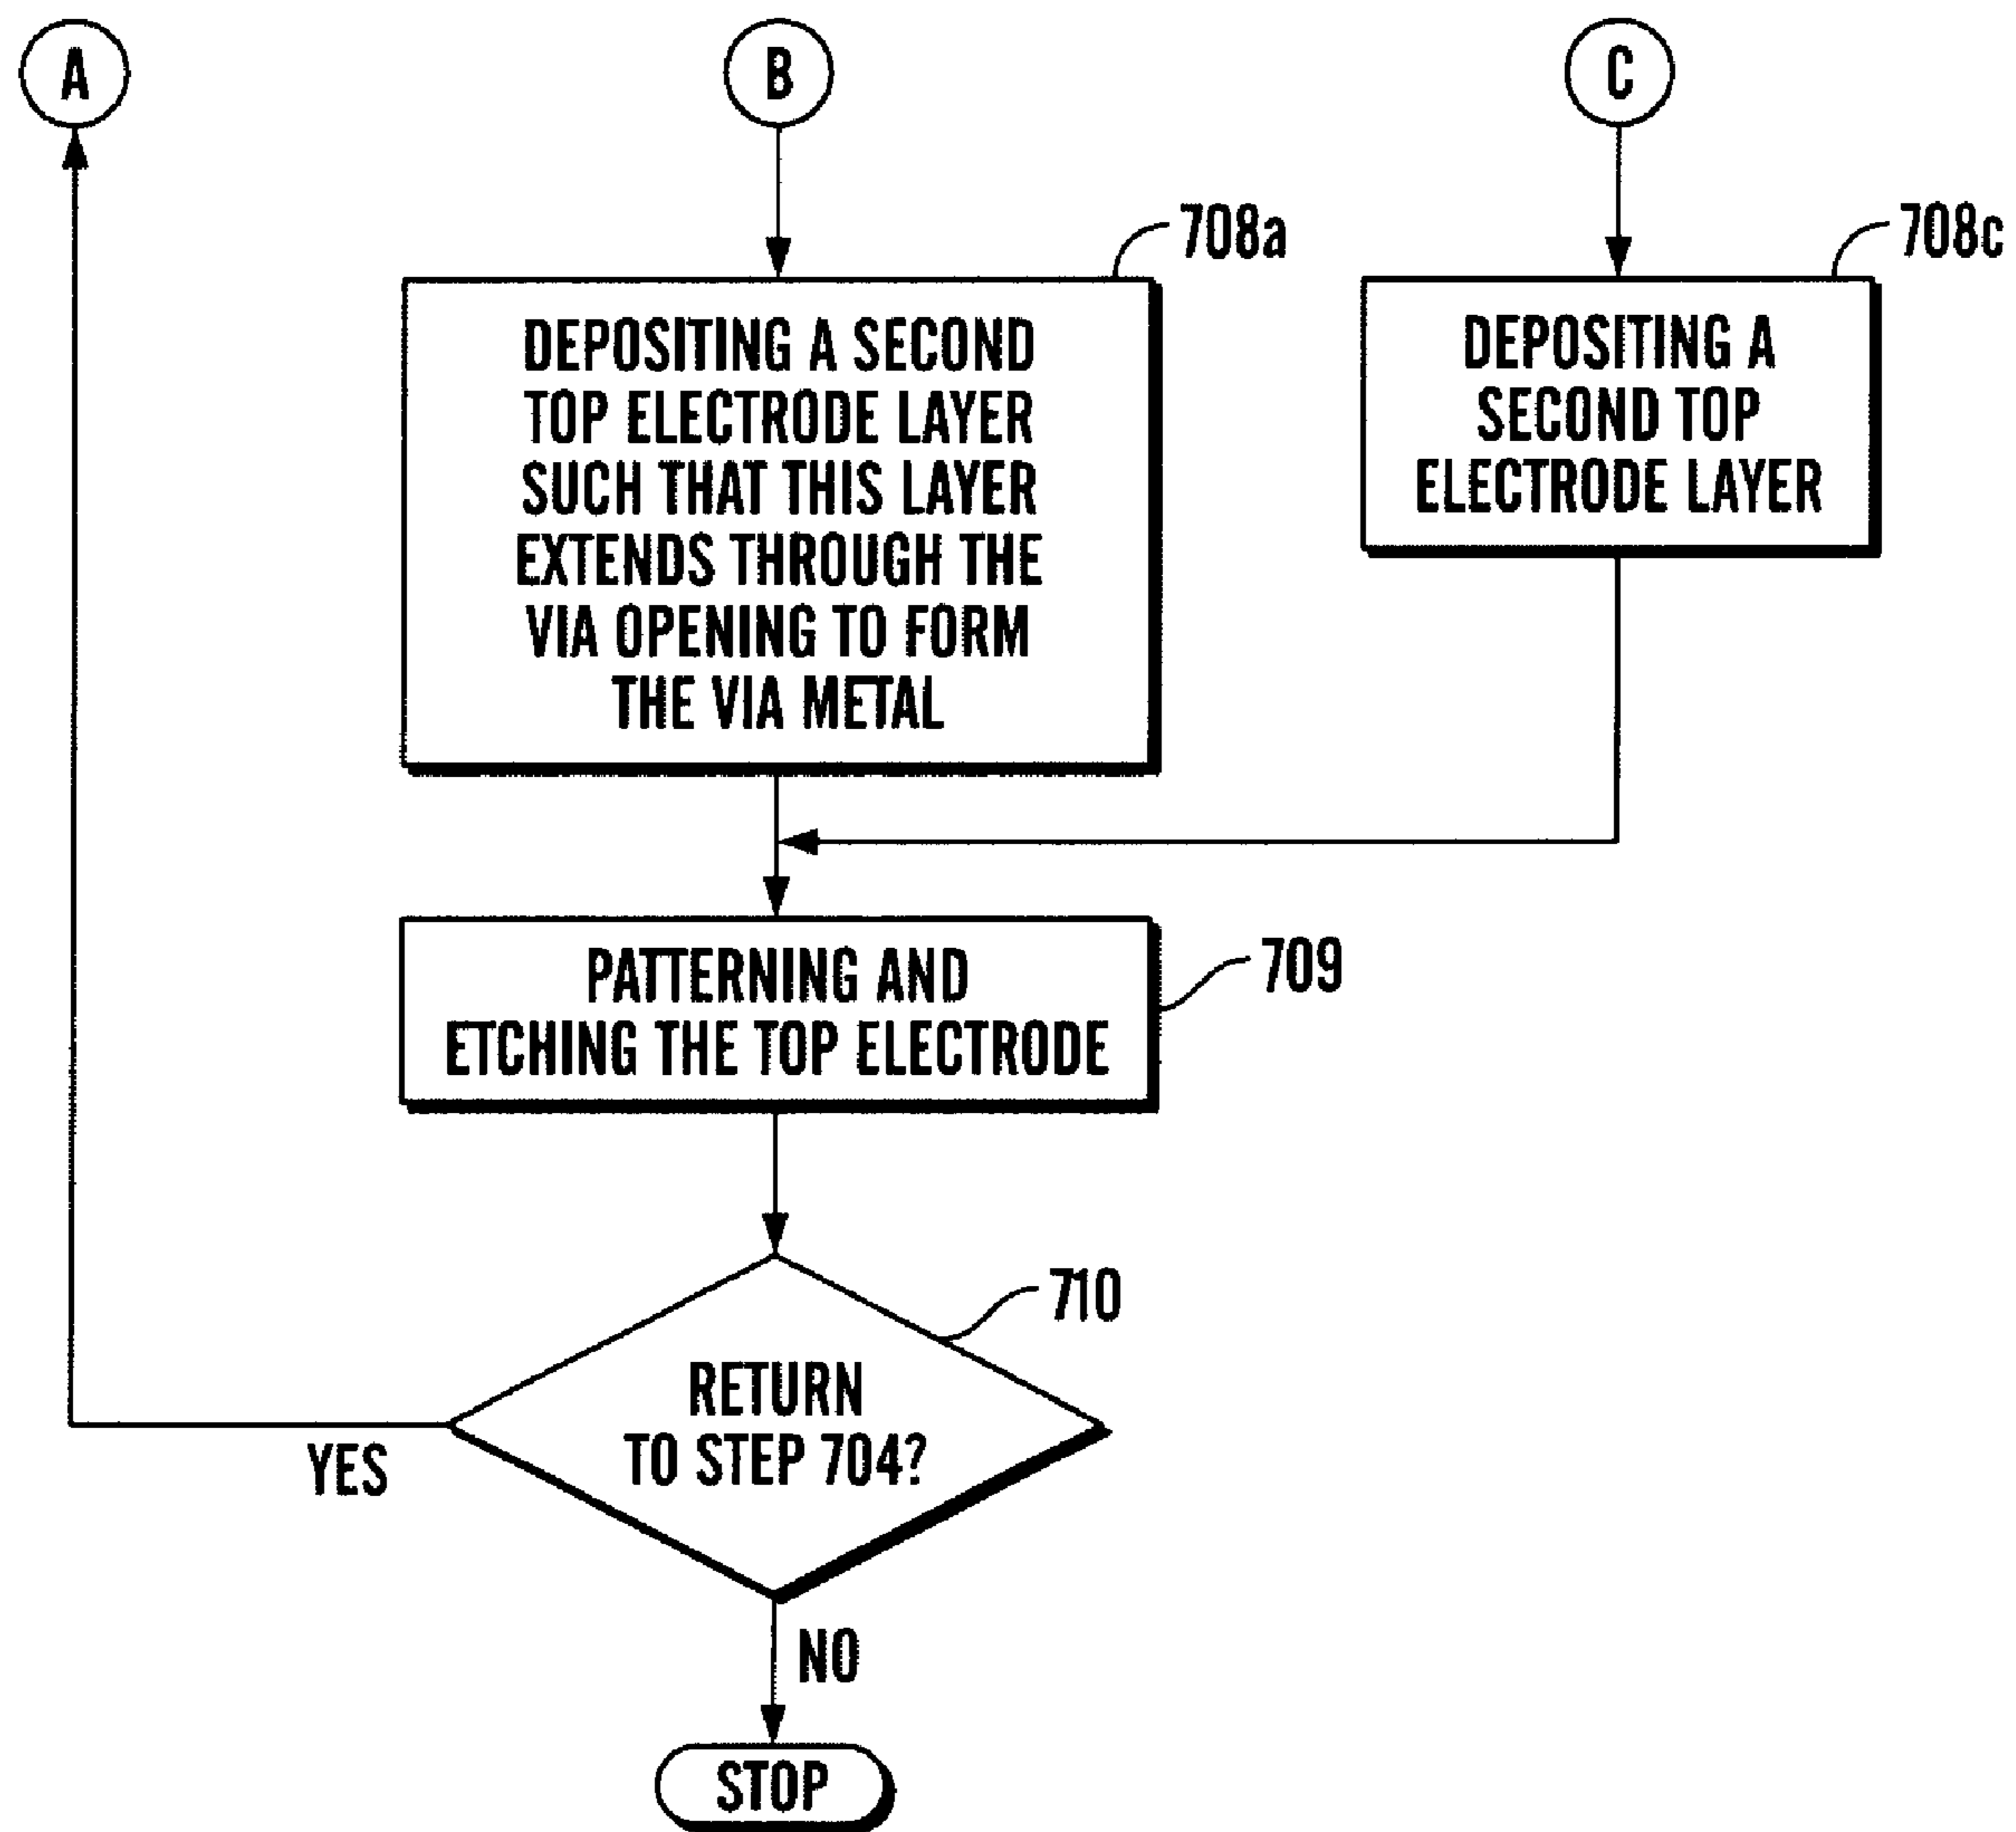 A
B
C
708a
708c
DEPOSITING A SECOND
TOP ELECTRODE LAYER
SUCH THAT THIS LAYER
EXTENDS THROUGH THE
VIA OPENING TO FORM
THE VIA METAL
DEPOSITING A
SECOND TOP
ELECTRODE LAYER
PATTERNING AND
ETCHING THE TOP ELECTRODE
709
710
RETURN
TO STEP 704?
YES
NO
STOP